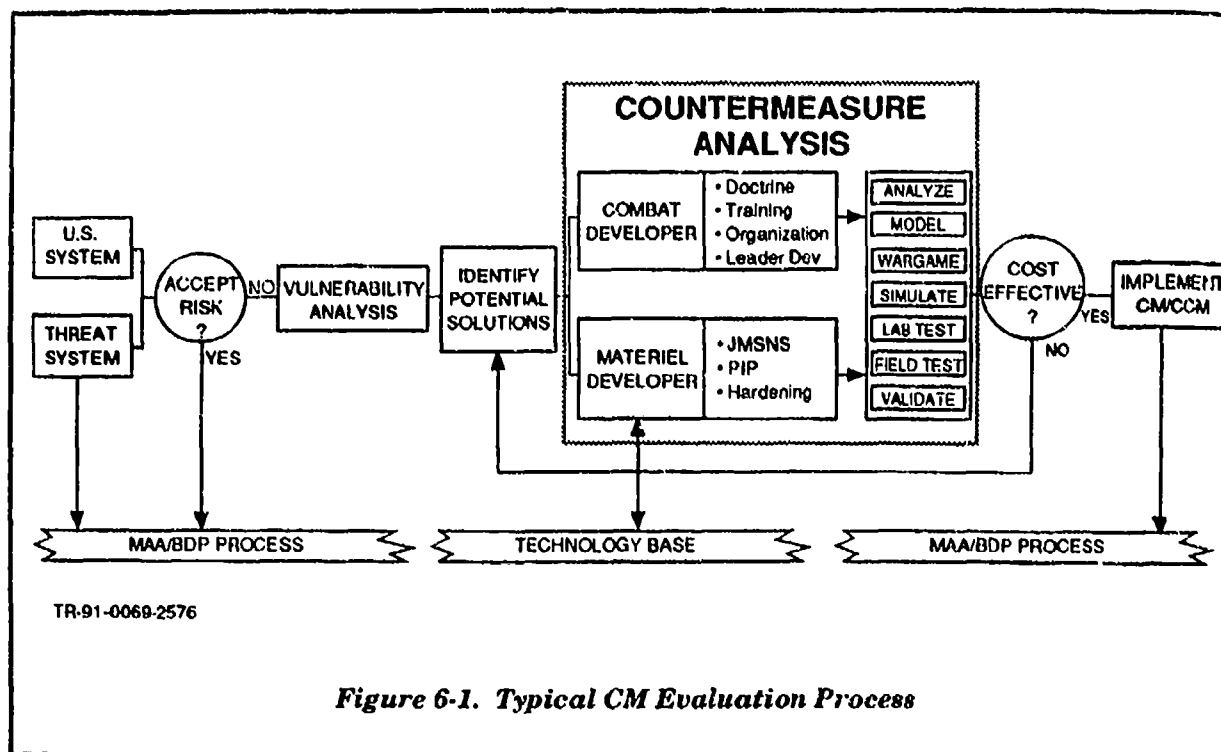 COUNTERMEASURE
ANALYSIS
U.S.
SYSTEM
THREAT
SYSTEM
ACCEPT
RISK
?
NO
YES
VULNERABILITY
ANALYSIS
IDENTIFY
POTENTIAL
SOLUTIONS
COMBAT
DEVELOPER
• Doctrine
• Training
• Organization
• Leader Dev
MATERIEL
DEVELOPER
• JMSNS
• PIP
• Hardening
ANALYZE
MODEL
WARGAME
SIMULATE
LAB TEST
FIELD TEST
VALIDATE
COST
EFFECTIVE
?
YES
NO
IMPLEMENT
CM/CCM
MAA/BDP PROCESS
TECHNOLOGY BASE
MAA/BDP PROCESS
TR-91-0069-2576
Figure 6-1. Typical CM Evaluation Process